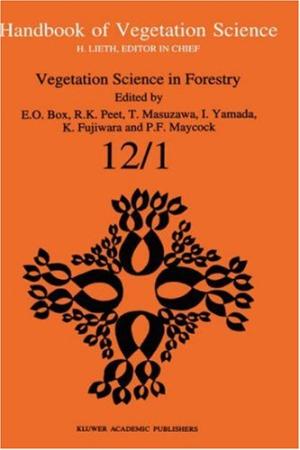 Handbook of Vegetation Science
H. LIETH, EDITOR IN CHIEF
Vegetation Science in Forestry
Edited by
E.O. Box, R.K. Peet, T. Masuzawa, I. Yamada,
K. Fujiwara and P.F. Maycock
12/1
KLUWER ACADEMIC PUBLISHERS